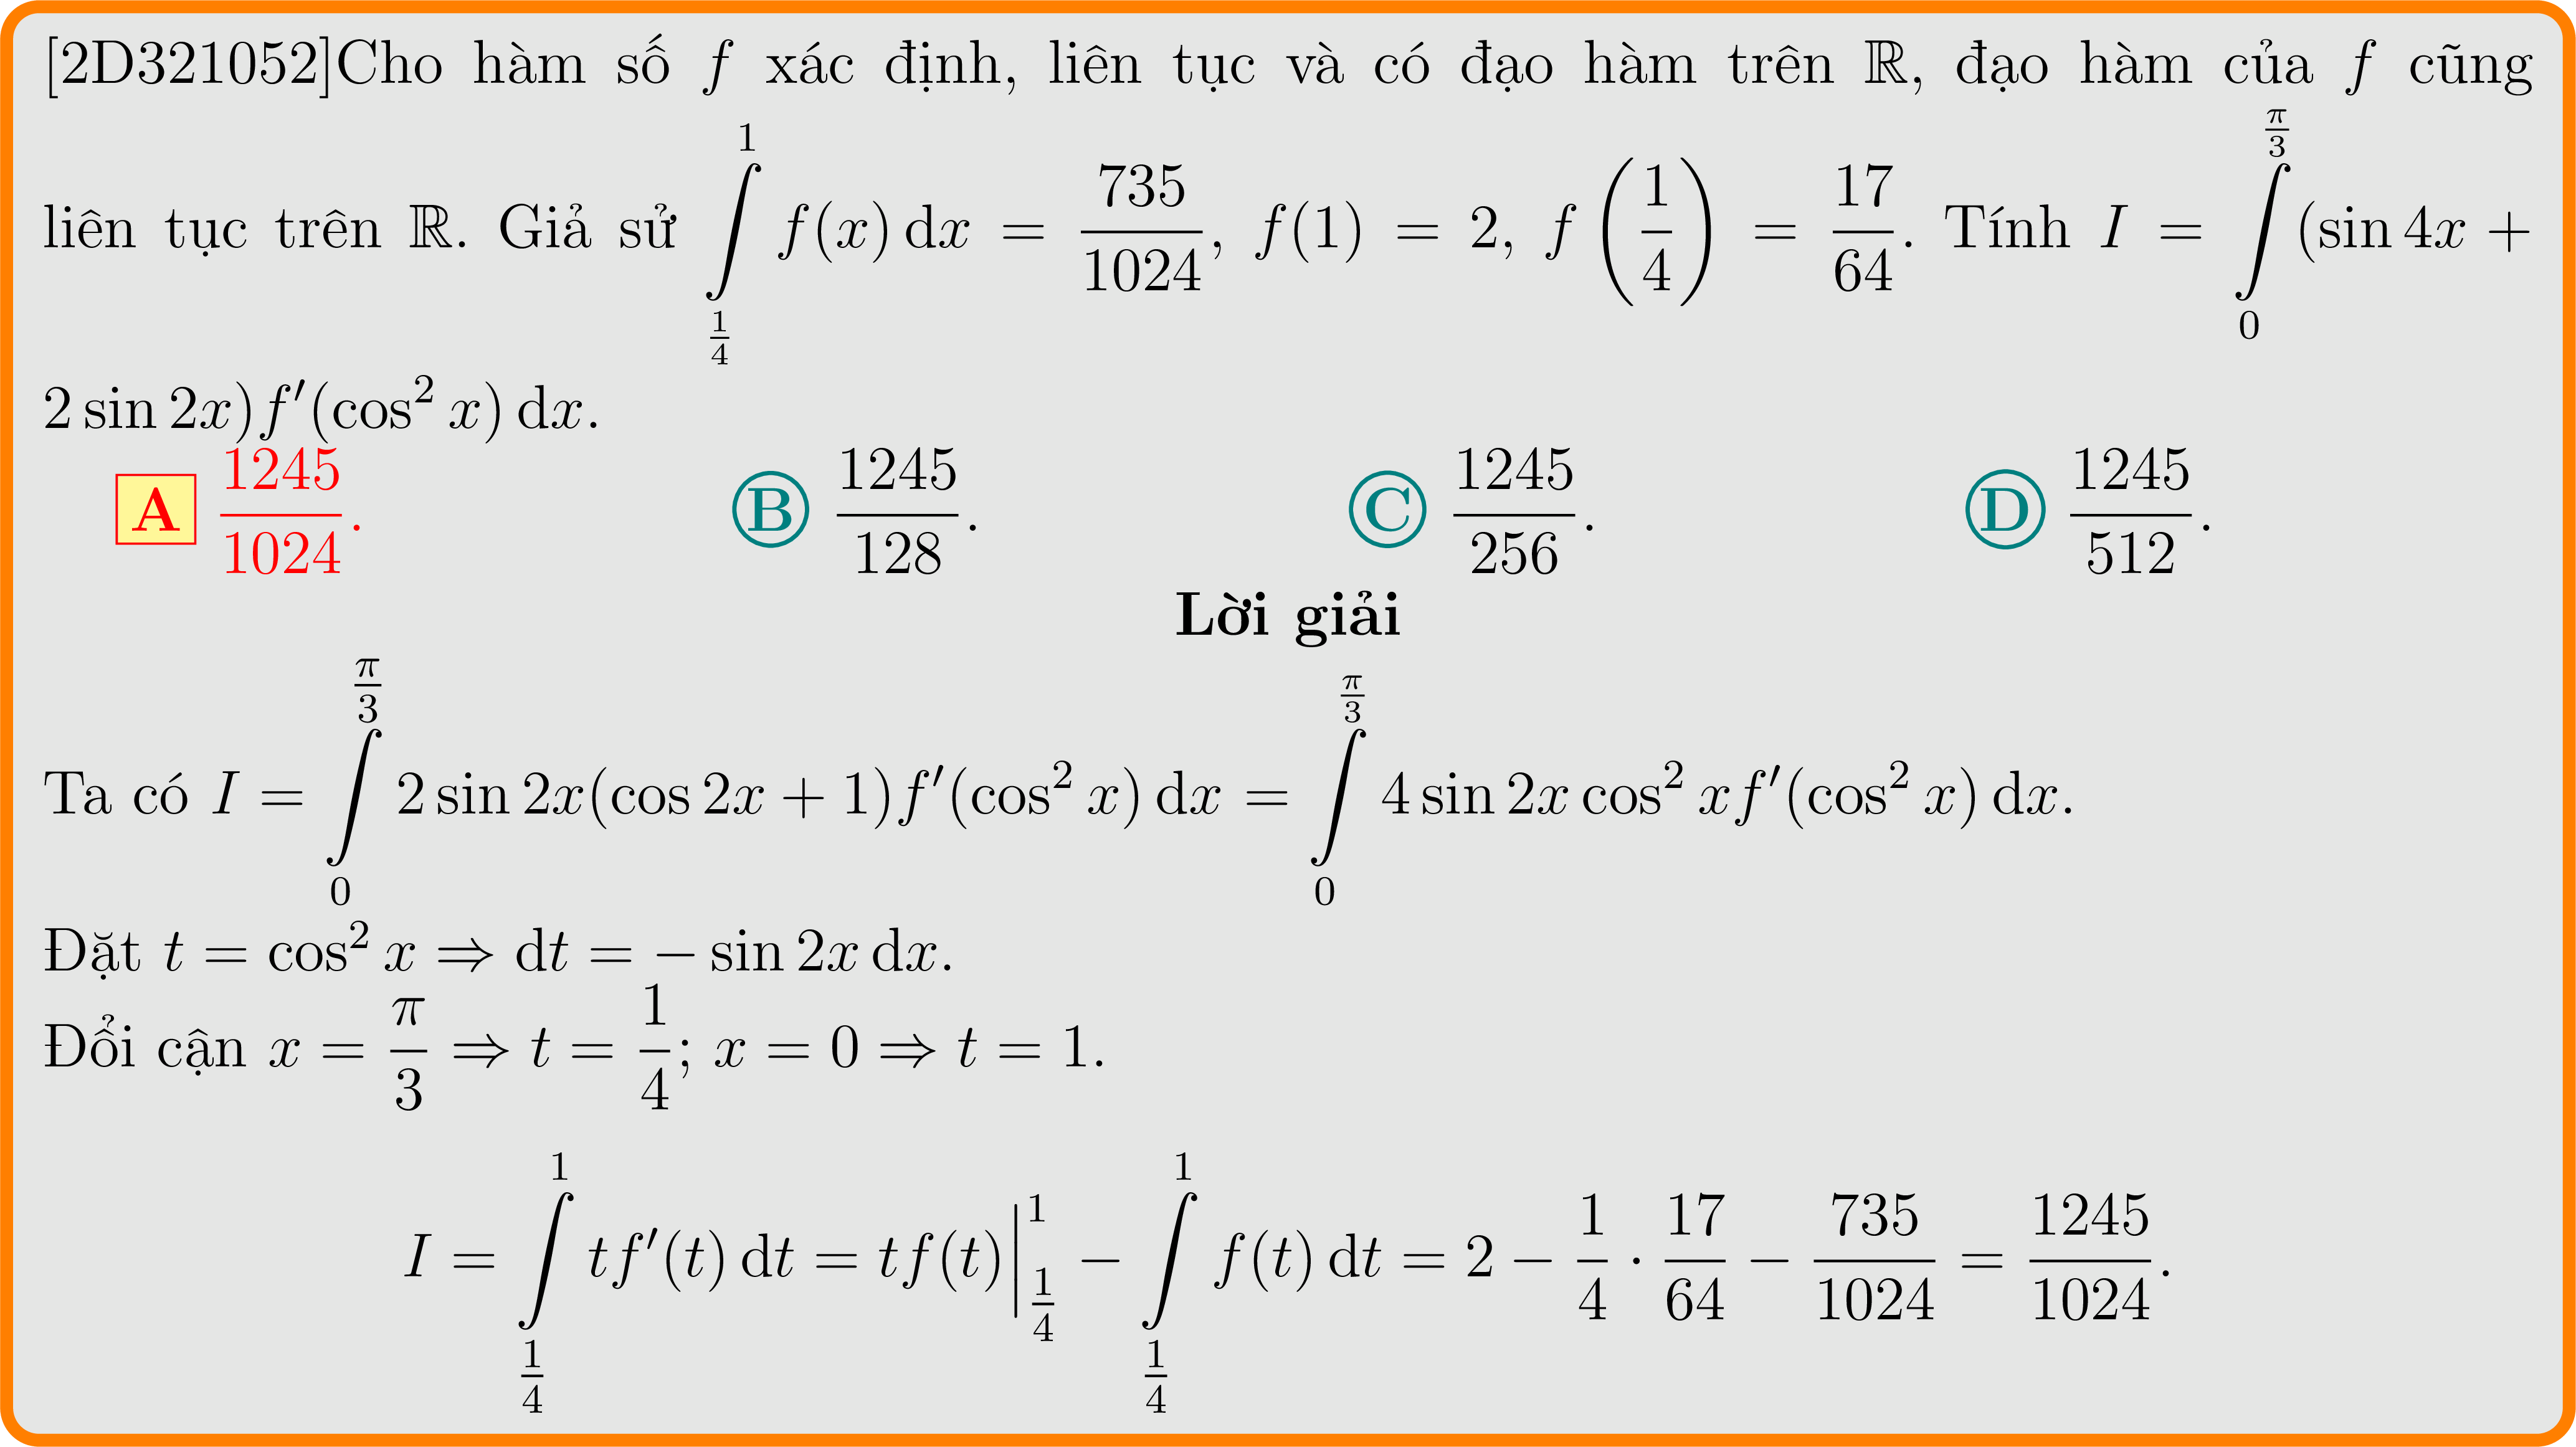 [2D321052]Cho hàm số f xác định, liên tục và có đạo hàm trên ℝ, đạo hàm của f cũng
liên tục trên ℝ. Giả sử $\int\limits_{\frac{1}{4}}^{1} f(x)\,\mathrm{d}x = \frac{735}{1024}$, $f(1) = 2$, $f\left(\frac{1}{4}\right) = \frac{17}{64}$. Tính $I = \int\limits_{0}^{\frac{\pi}{3}} (\sin 4x +$
$2\sin 2x)f'(\cos^2 x)\,\mathrm{d}x$.
A $\frac{1245}{1024}$. B $\frac{1245}{128}$. C $\frac{1245}{256}$. D $\frac{1245}{512}$.
Lời giải
Ta có $I = \int\limits_{0}^{\frac{\pi}{3}} 2\sin 2x(\cos 2x + 1)f'(\cos^2 x)\,\mathrm{d}x = \int\limits_{0}^{\frac{\pi}{3}} 4\sin 2x\cos^2 xf'(\cos^2 x)\,\mathrm{d}x$.
Đặt $t = \cos^2 x \Rightarrow \mathrm{d}t = -\sin 2x\,\mathrm{d}x$.
Đổi cận $x = \frac{\pi}{3} \Rightarrow t = \frac{1}{4}$; $x = 0 \Rightarrow t = 1$.
$I = \int\limits_{\frac{1}{4}}^{1} tf'(t)\,\mathrm{d}t = tf(t)\Big|_{\frac{1}{4}}^{1} - \int\limits_{\frac{1}{4}}^{1} f(t)\,\mathrm{d}t = 2 - \frac{1}{4}\cdot\frac{17}{64} - \frac{735}{1024} = \frac{1245}{1024}$.